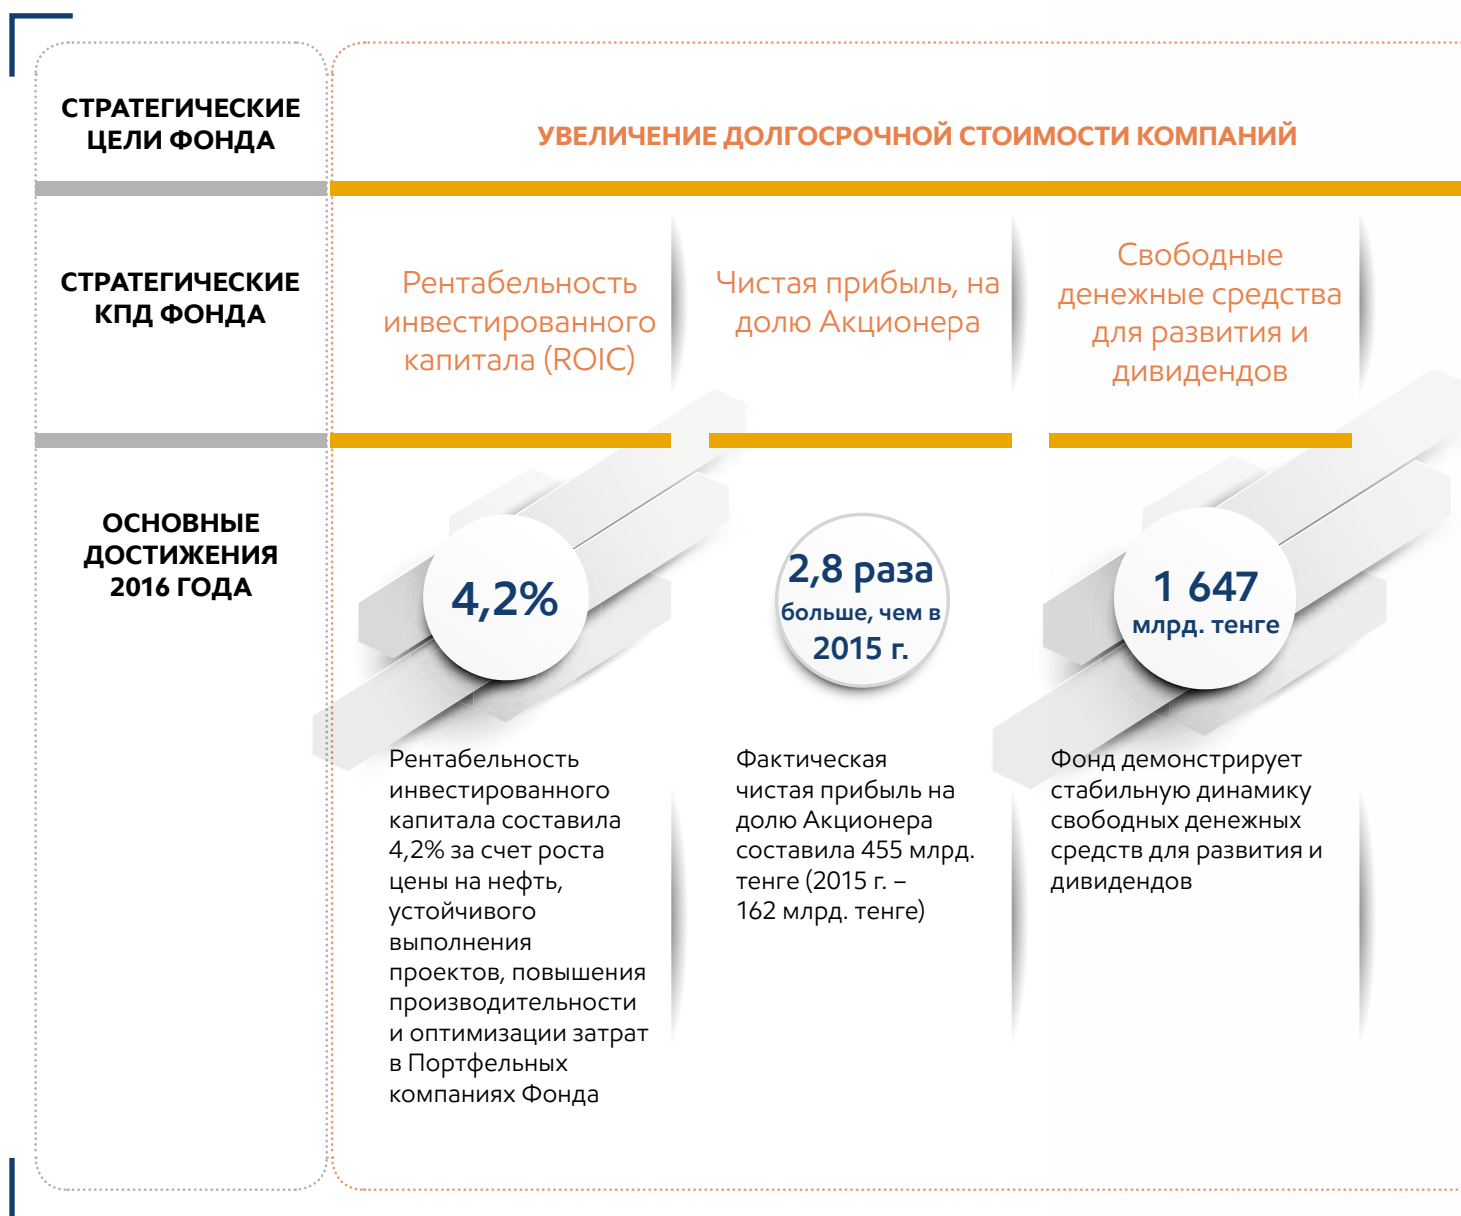 СТРАТЕГИЧЕСКИЕ
ЦЕЛИ ФОНДА
УВЕЛИЧЕНИЕ ДОЛГОСРОЧНОЙ СТОИМОСТИ КОМПАНИЙ
СТРАТЕГИЧЕСКИЕ
КПД ФОНДА
Рентабельность
инвестированного
капитала (ROIC)
Чистая прибыль, на
долю Акционера
Свободные
денежные средства
для развития и
дивидендов
ОСНОВНЫЕ
ДОСТИЖЕНИЯ
2016 ГОДА
4,2%
2,8 раза
больше, чем в
2015 г.
1 647
млрд. тенге
Рентабельность
инвестированного
капитала составила
4,2% за счет роста
цены на нефть,
устойчивого
выполнения
проектов, повышения
производительности
и оптимизации затрат
в Портфельных
компаниях Фонда
Фактическая
чистая прибыль на
долю Акционера
составила 455 млрд.
тенге (2015 г. –
162 млрд. тенге)
Фонд демонстрирует
стабильную динамику
свободных денежных
средств для развития и
дивидендов